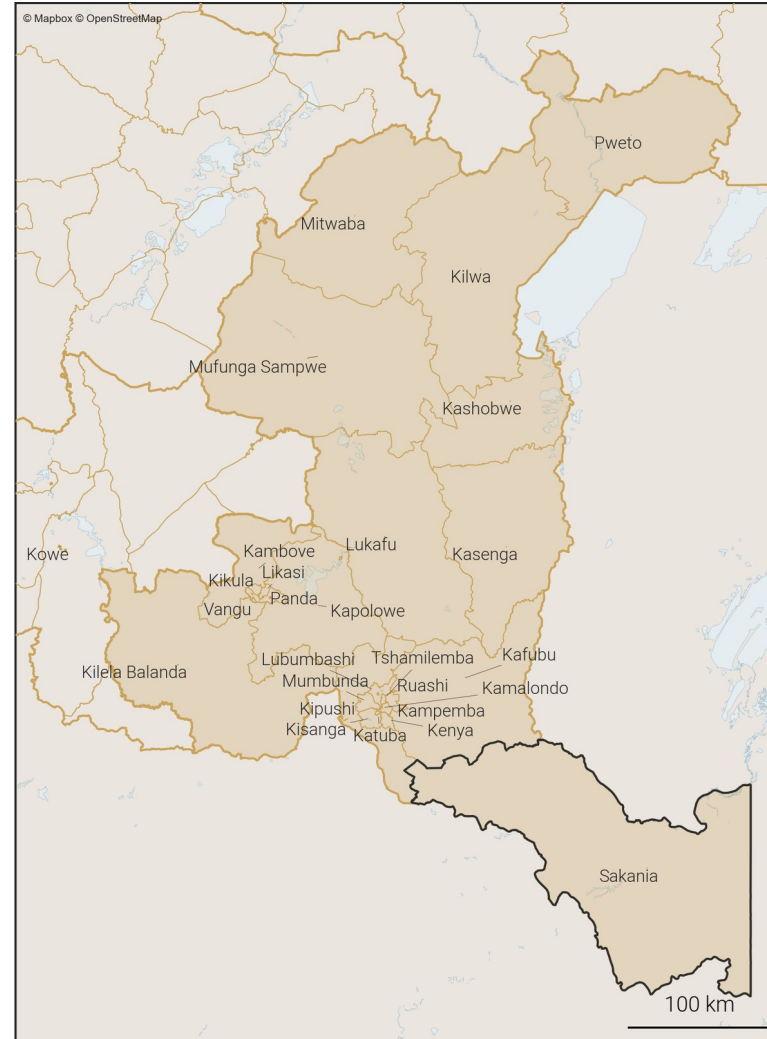 © Mapbox © OpenStreetMap
Pweto
Mitwaba
Kilwa
Mufunga Sampwe
Kashobwe
Lukafu
Kowe
Kambove
Kasenga
Likasi
Kikula
Panda
Vangu
Kapolowe
Kafubu
Lubumbashi
Tshamilemba
Kilela Balanda
Mumbunda
Ruashi
Kamalondo
Kipushi
Kampemba
Kisanga
Kenya
Katuba
Sakania
100 km